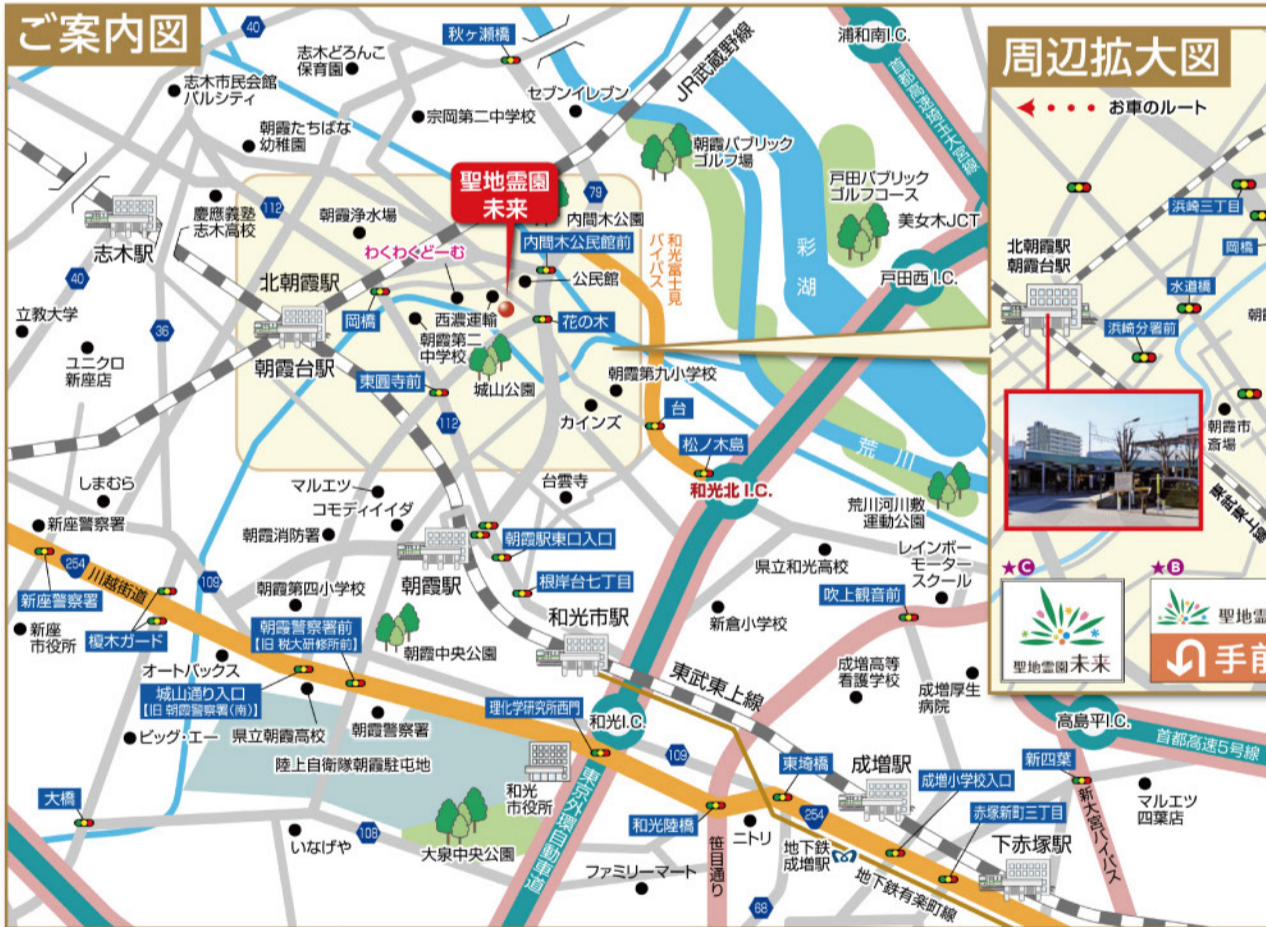 ご案内図
40
秋ヶ瀬橋
志木どろんこ
保育園
志木市民会館
パルシティ
宗岡第二中学校
セブンイレブン
JR武蔵野線
浦和南I.C.
首都高速埼玉大宮線
朝霞たちばな
幼稚園
朝霞パブリック
ゴルフ場
戸田パブリック
ゴルフコース
美女木JCT
聖地霊園
未来
79
内間木公園
112
慶應義塾
志木高校
朝霞浄水場
志木駅
わくわくどーむ
内間木公民館前
公民館
和光富士見
バイパス
彩湖
戸田西I.C.
40
北朝霞駅
岡橋
西濃運輸
花の木
立教大学
36
朝霞第二
中学校
ユニクロ
新座店
朝霞台駅
東圓寺前
城山公園
朝霞第九小学校
112
カインズ
台
松ノ木島
荒川
和光北I.C.
しまむら
マルエツ
台雲寺
荒川河川敷
運動公園
新座警察署
コモディイイダ
朝霞消防署
朝霞駅東口入口
レインボー
モーター
スクール
県立和光高校
254
川越街道
109
朝霞駅
新座警察署
朝霞第四小学校
根岸台七丁目
吹上観音前
新座
市役所
榎木ガード
朝霞警察署前
【旧 税大研修所前】
朝霞中央公園
和光市駅
新倉小学校
オートバックス
東武東上線
成増高等
看護学校
成増厚生
病院
城山通り入口
【旧 朝霞警察署(南)】
理化学研究所西門
和光I.C.
高島平I.C.
首都高速5号線
ビッグ・エー
県立朝霞高校
朝霞警察署
陸上自衛隊朝霞駐屯地
109
東埼橋
成増駅
成増小学校入口
新四葉
和光
市役所
大橋
東京外環自動車道
和光陸橋
254
赤塚新町三丁目
マルエツ
四葉店
いなげや
108
大泉中央公園
笹目通り
ニトリ
地下鉄
成増駅
新大宮バイパス
下赤塚駅
ファミリーマート
地下鉄有楽町線
68
周辺拡大図
お車のルート
浜崎三丁目
岡橋
北朝霞駅
朝霞台駅
水道橋
浜崎分署前
朝霞市
斎場
東武東上線
★C
★B
聖地霊園未来
聖地霊
手前